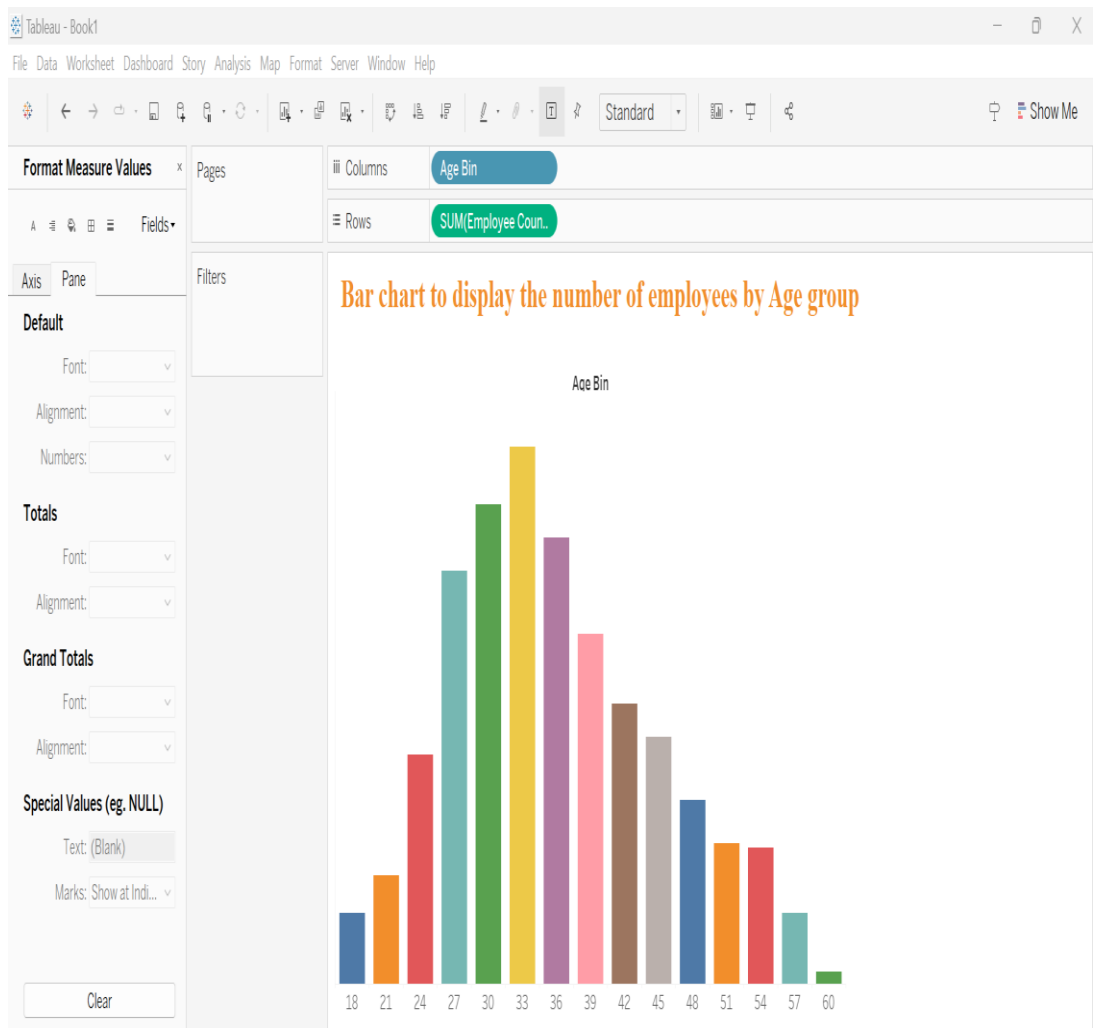 Tableau - Book1
File Data Worksheet Dashboard Story Analysis Map Format Server Window Help
Standard
Show Me
Format Measure Values
Fields
Axis Pane
Default
Font:
Alignment:
Numbers:
Totals
Font:
Alignment:
Grand Totals
Font:
Alignment:
Special Values (eg. NULL)
Text: (Blank)
Marks: Show at Indi...
Clear
Pages
Filters
Columns Age Bin
Rows SUM(Employee Coun..
Bar chart to display the number of employees by Age group
Age Bin
18 21 24 27 30 33 36 39 42 45 48 51 54 57 60